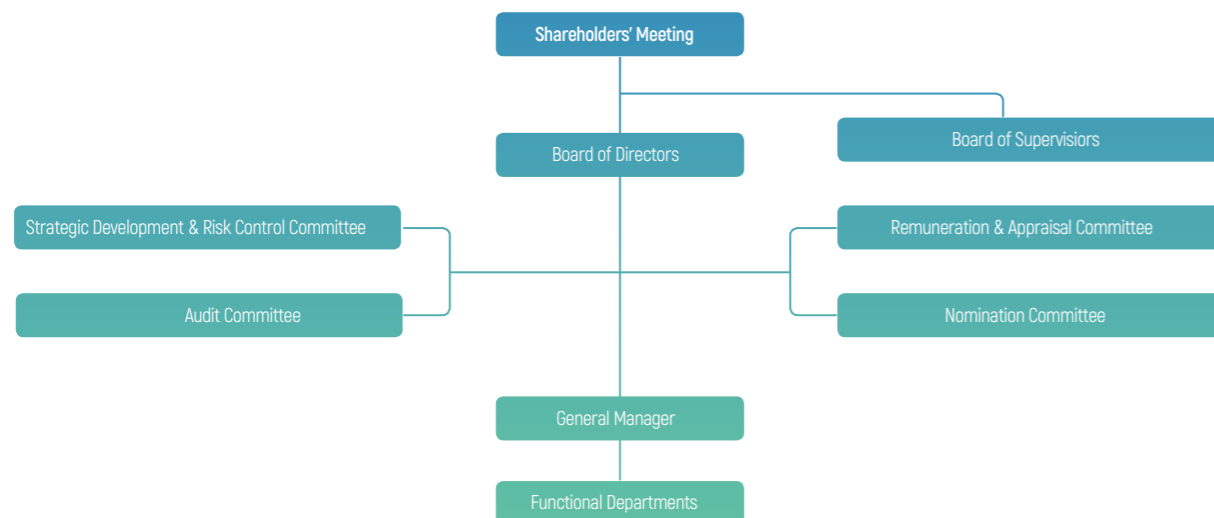 Shareholders' Meeting
Board of Directors
Board of Supervisiors
Strategic Development & Risk Control Committee
Remuneration & Appraisal Committee
Audit Committee
Nomination Committee
General Manager
Functional Departments